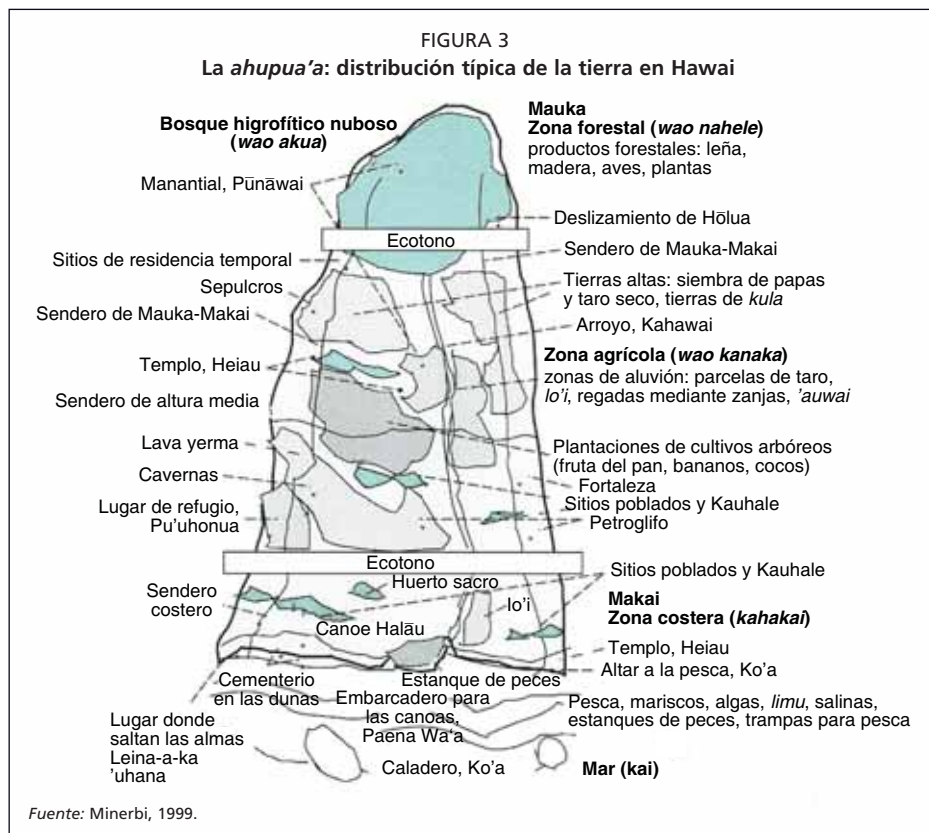 FIGURA 3
La ahupua'a: distribución típica de la tierra en Hawai
Bosque higrofítico nuboso
(wao akua)
Mauka
Zona forestal (wao nahele)
productos forestales: leña,
madera, aves, plantas
Manantial, Pūnāwai
Deslizamiento de Hōlua
Ecotono
Sendero de Mauka-Makai
Sitios de residencia temporal
Sepulcros
Tierras altas: siembra de papas
y taro seco, tierras de kula
Sendero de Mauka-Makai
Arroyo, Kahawai
Templo, Heiau
Zona agrícola (wao kanaka)
zonas de aluvión: parcelas de taro,
lo'i, regadas mediante zanjas, 'auwai
Sendero de altura media
Lava yerma
Plantaciones de cultivos arbóreos
(fruta del pan, bananos, cocos)
Cavernas
Fortaleza
Lugar de refugio,
Pu'uhonua
Sitios poblados y Kauhale
Petroglifo
Ecotono
Sendero
costero
Huerto sacro
Sitios poblados y Kauhale
lo'i
Makai
Zona costera (kahakai)
Canoe Halāu
Templo, Heiau
Altar a la pesca, Ko'a
Cementerio
en las dunas
Estanque de peces
Embarcadero para
las canoas,
Paena Wa'a
Pesca, mariscos, algas, limu, salinas,
estanques de peces, trampas para pesca
Lugar donde
saltan las almas
Leina-a-ka
'uhana
Caladero, Ko'a
Mar (kai)
Fuente: Minerbi, 1999.